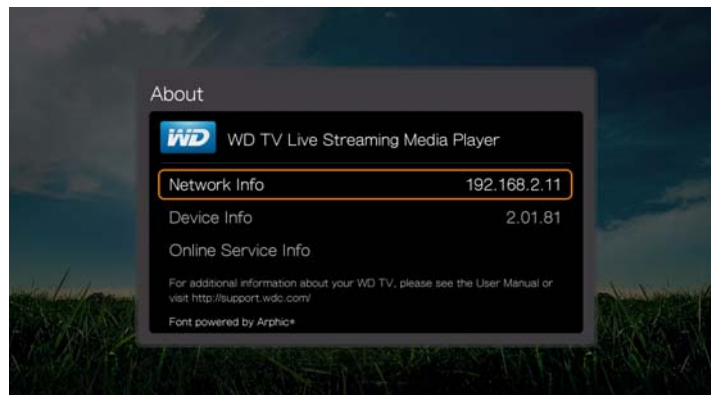 About
WD WD TV Live Streaming Media Player
Network Info 192.168.2.11
Device Info 2.01.81
Online Service Info
For additional information about your WD TV, please see the User Manual or
visit http://support.wdc.com/
Font powered by Arphic®